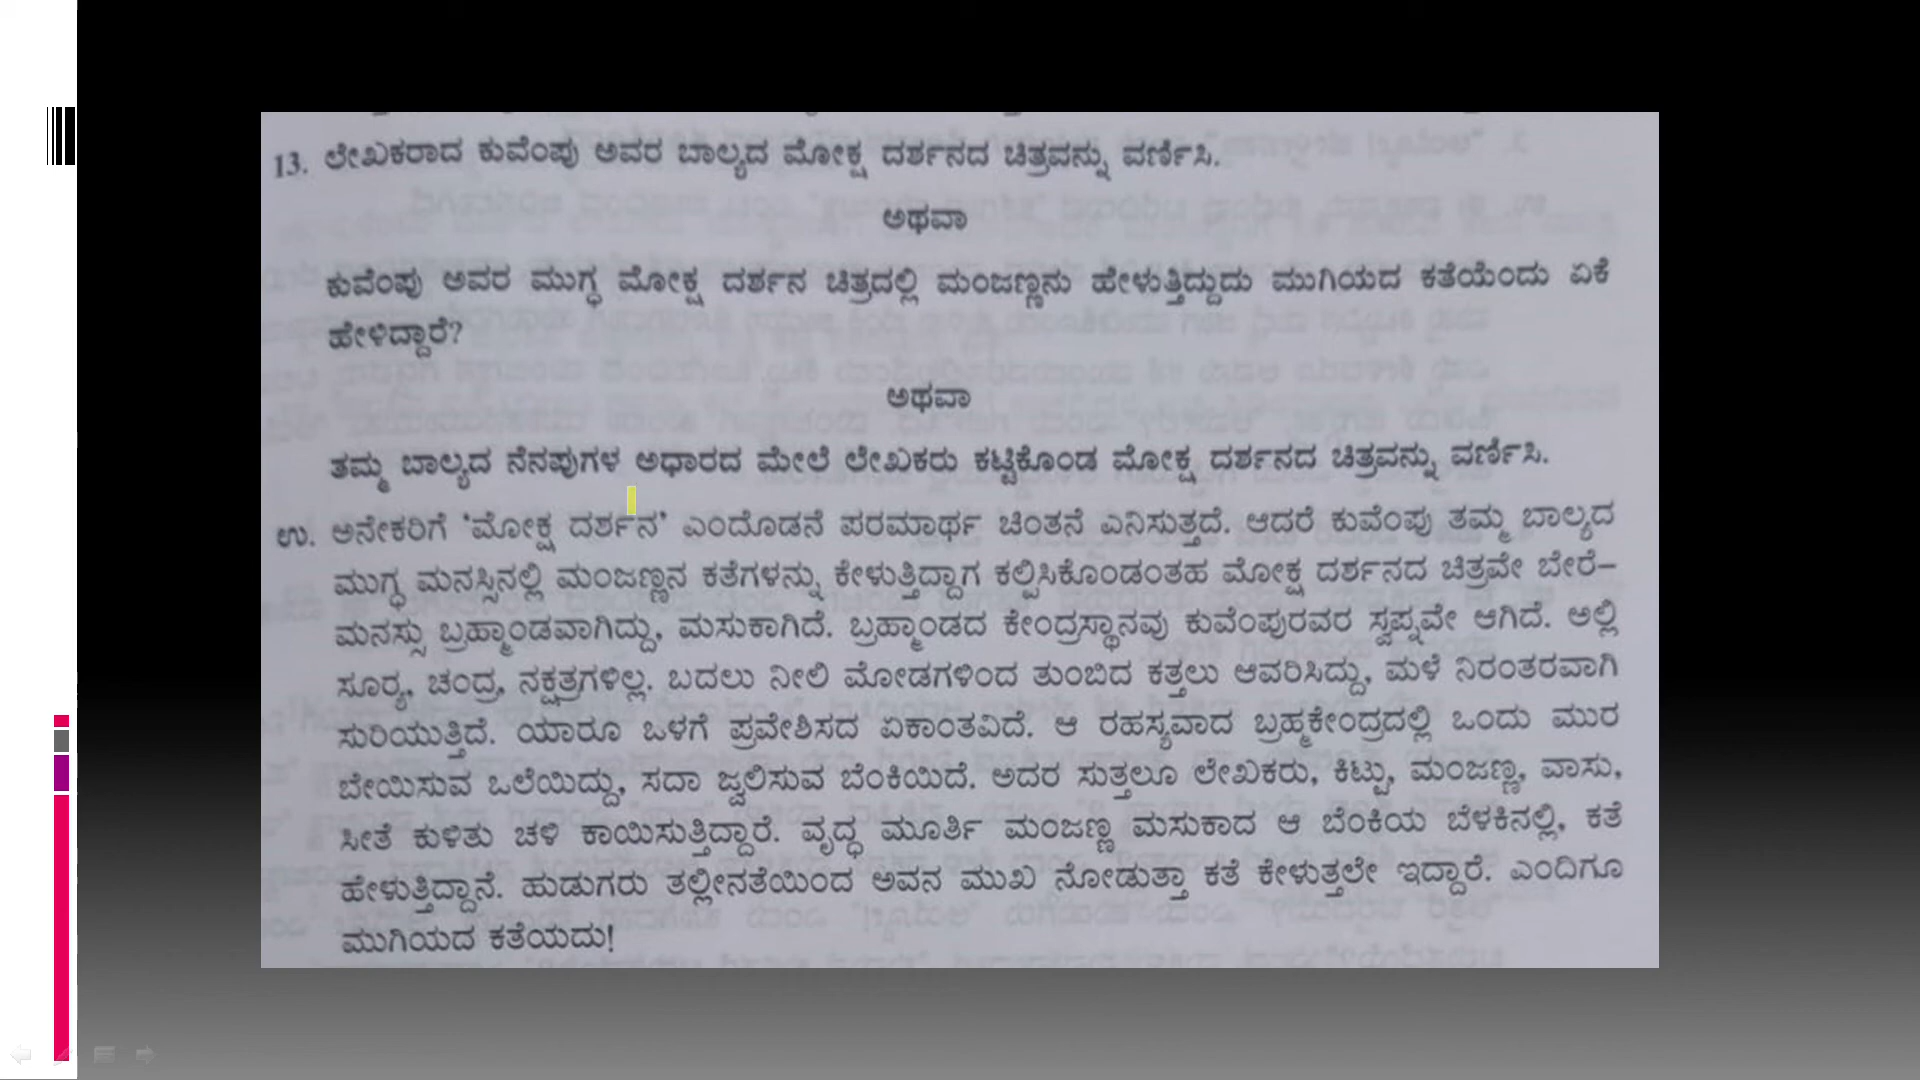 13. ಲೇಖಕರಾದ ಕುವೆಂಪು ಅವರ ಬಾಲ್ಯದ ಮೋಕ್ಷ ದರ್ಶನದ ಚಿತ್ರವನ್ನು ವರ್ಣಿಸಿ.
ಅಥವಾ
ಕುವೆಂಪು ಅವರ ಮುಗ್ಧ ಮೋಕ್ಷ ದರ್ಶನ ಚಿತ್ರದಲ್ಲಿ ಮಂಜಣ್ಣನು ಹೇಳುತ್ತಿದ್ದುದು ಮುಗಿಯದ ಕತೆಯೆಂದು ಏಕೆ
ಹೇಳಿದ್ದಾರೆ?
ಅಥವಾ
ತಮ್ಮ ಬಾಲ್ಯದ ನೆನಪುಗಳ ಅಧಾರದ ಮೇಲೆ ಲೇಖಕರು ಕಟ್ಟಿಕೊಂಡ ಮೋಕ್ಷ ದರ್ಶನದ ಚಿತ್ರವನ್ನು ವರ್ಣಿಸಿ.
ಉ. ಅನೇಕರಿಗೆ 'ಮೋಕ್ಷ ದರ್ಶನ' ಎಂದೊಡನೆ ಪರಮಾರ್ಥ ಚಿಂತನೆ ಎನಿಸುತ್ತದೆ. ಆದರೆ ಕುವೆಂಪು ತಮ್ಮ ಬಾಲ್ಯದ
ಮುಗ್ಧ ಮನಸ್ಸಿನಲ್ಲಿ ಮಂಜಣ್ಣನ ಕತೆಗಳನ್ನು ಕೇಳುತ್ತಿದ್ದಾಗ ಕಲ್ಪಿಸಿಕೊಂಡಂತಹ ಮೋಕ್ಷ ದರ್ಶನದ ಚಿತ್ರವೇ ಬೇರೆ–
ಮನಸ್ಸು ಬ್ರಹ್ಮಾಂಡವಾಗಿದ್ದು, ಮಸುಕಾಗಿದೆ. ಬ್ರಹ್ಮಾಂಡದ ಕೇಂದ್ರಸ್ಥಾನವು ಕುವೆಂಪುರವರ ಸ್ವಪ್ನವೇ ಆಗಿದೆ. ಅಲ್ಲಿ
ಸೂರ್‍ಯ, ಚಂದ್ರ, ನಕ್ಷತ್ರಗಳಿಲ್ಲ. ಬದಲು ನೀಲಿ ಮೋಡಗಳಿಂದ ತುಂಬಿದ ಕತ್ತಲು ಆವರಿಸಿದ್ದು, ಮಳೆ ನಿರಂತರವಾಗಿ
ಸುರಿಯುತ್ತಿದೆ. ಯಾರೂ ಒಳಗೆ ಪ್ರವೇಶಿಸದ ಏಕಾಂತವಿದೆ. ಆ ರಹಸ್ಯವಾದ ಬ್ರಹ್ಮಕೇಂದ್ರದಲ್ಲಿ ಒಂದು ಮುರ
ಬೇಯಿಸುವ ಒಲೆಯಿದ್ದು, ಸದಾ ಜ್ವಲಿಸುವ ಬೆಂಕಿಯಿದೆ. ಅದರ ಸುತ್ತಲೂ ಲೇಖಕರು, ಕಿಟ್ಟು, ಮಂಜಣ್ಣ, ವಾಸು,
ಸೀತೆ ಕುಳಿತು ಚಳಿ ಕಾಯಿಸುತ್ತಿದ್ದಾರೆ. ವೃದ್ಧ ಮೂರ್ತಿ ಮಂಜಣ್ಣ ಮಸುಕಾದ ಆ ಬೆಂಕಿಯ ಬೆಳಕಿನಲ್ಲಿ, ಕತೆ
ಹೇಳುತ್ತಿದ್ದಾನೆ. ಹುಡುಗರು ತಲ್ಲೀನತೆಯಿಂದ ಅವನ ಮುಖ ನೋಡುತ್ತಾ ಕತೆ ಕೇಳುತ್ತಲೇ ಇದ್ದಾರೆ. ಎಂದಿಗೂ
ಮುಗಿಯದ ಕತೆಯದು!